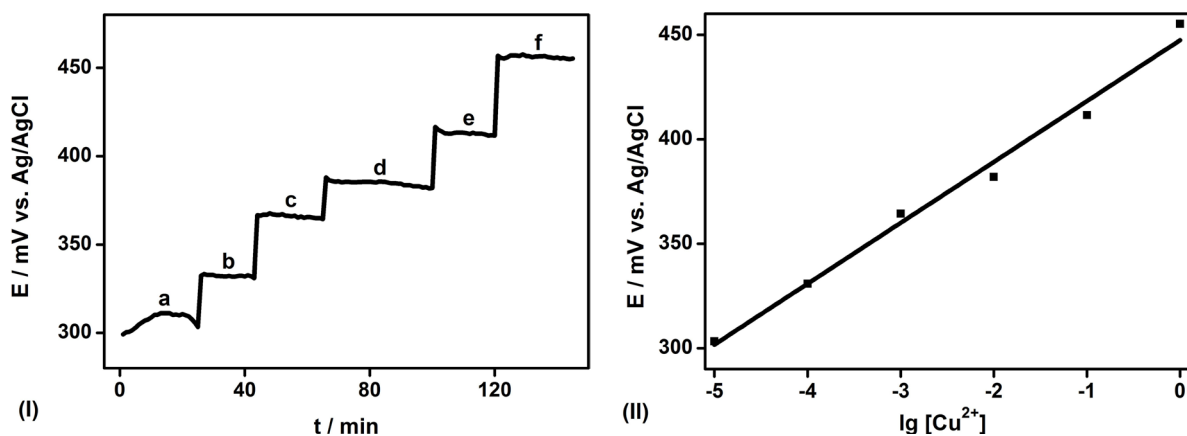 E / mV vs. Ag/AgCl
450
400
350
300
a
b
c
d
e
f
0
40
80
120
t / min
(I)
E / mV vs. Ag/AgCl
450
400
350
300
-5
-4
-3
-2
-1
0
lg [Cu²⁺]
(II)